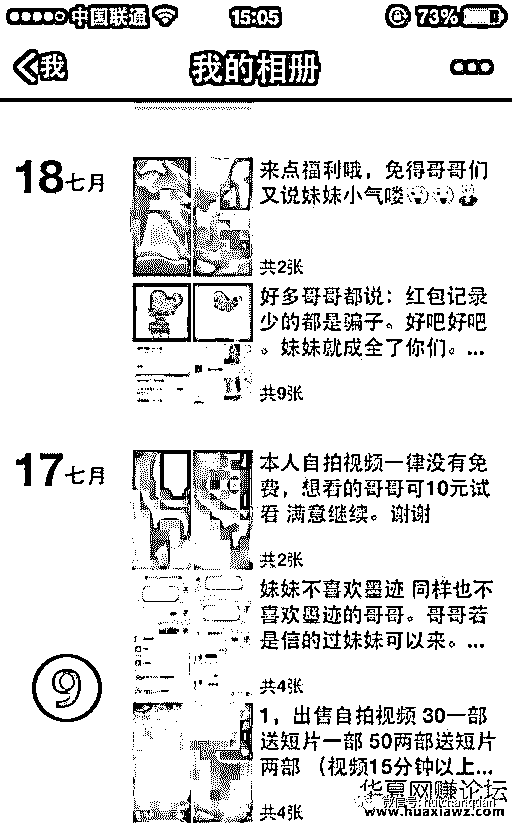 中国联通 15:05 73%
我 我的相册
18七月
来点福利哦，免得哥哥们
又说妹妹小气喽
共2张
好多哥哥都说：红包记录
少的都是骗子。好吧好吧
。妹妹就成全了你们。...
共9张
17七月
本人自拍视频一律没有免
费，想看的哥哥可10元试
看 满意继续。谢谢
共2张
妹妹不喜欢墨迹 同样也不
喜欢墨迹的哥哥。哥哥若
是信的过妹妹可以来。...
共4张
9
1，出售自拍视频 30一部
送短片一部 50两部送短片
两部 （视频15分钟以上...
共4张
华夏网赚论坛
微信号:
www.huaxiawz.com